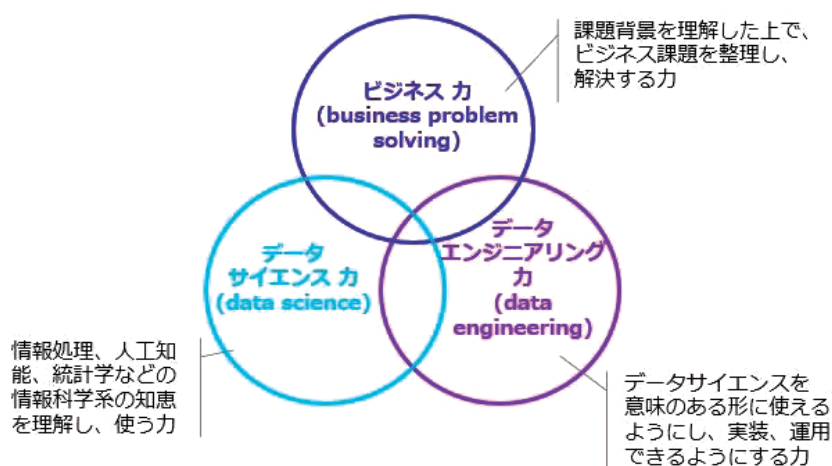 課題背景を理解した上で、
ビジネス課題を整理し、
解決する力
ビジネス 力
(business problem
solving)
データ
サイエンス 力
(data science)
データ
エンジニアリング
力
(data
engineering)
情報処理、人工知
能、統計学などの
情報科学系の知恵
を理解し、使う力
データサイエンスを
意味のある形に使える
ようにし、実装、運用
できるようにする力